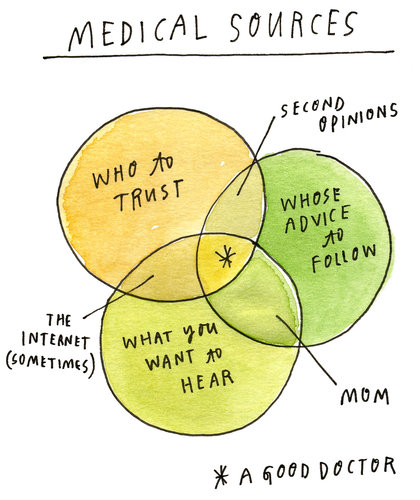 MEDICAL SOURCES
SECOND
OPINIONS
WHO to
TRUST
WHOSE
ADVICE
to
FOLLOW
THE
INTERNET
(SOMETIMES)
WHAT YOU
WANT to
HEAR
MOM
* A GOOD DOCTOR